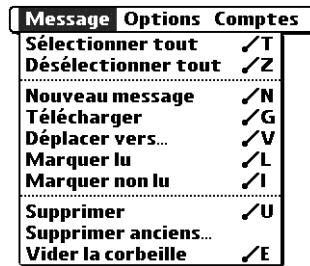 Message Options Comptes
Sélectionner tout ⁄T
Désélectionner tout ⁄Z
Nouveau message ⁄N
Télécharger ⁄G
Déplacer vers... ⁄V
Marquer lu ⁄L
Marquer non lu ⁄I
Supprimer ⁄U
Supprimer anciens...
Vider la corbeille ⁄E